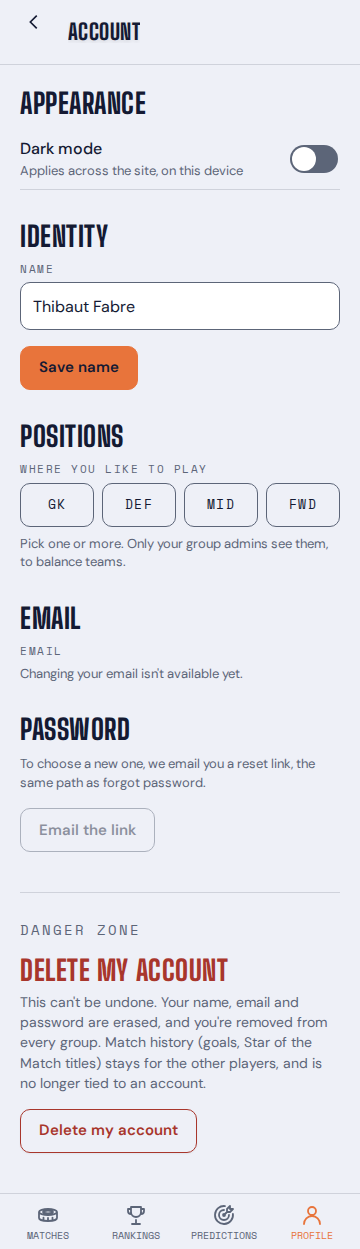 ACCOUNT
APPEARANCE
Dark mode
Applies across the site, on this device
IDENTITY
NAME
Thibaut Fabre
Save name
POSITIONS
WHERE YOU LIKE TO PLAY
GK DEF MID FWD
Pick one or more. Only your group admins see them,
to balance teams.
EMAIL
EMAIL
Changing your email isn't available yet.
PASSWORD
To choose a new one, we email you a reset link, the
same path as forgot password.
Email the link
DANGER ZONE
DELETE MY ACCOUNT
This can't be undone. Your name, email and
password are erased, and you're removed from
every group. Match history (goals, Star of the
Match titles) stays for the other players, and is
no longer tied to an account.
Delete my account
MATCHES RANKINGS PREDICTIONS PROFILE